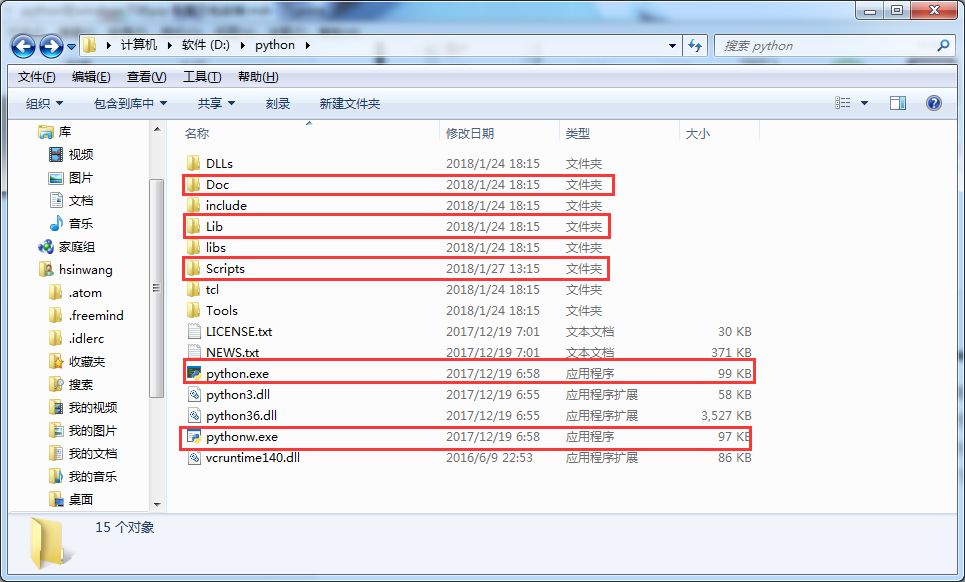 计算机 软件 (D:) python
搜索 python
文件(F) 编辑(E) 查看(V) 工具(T) 帮助(H)
组织 包含到库中 共享 刻录 新建文件夹
库
视频
图片
文档
音乐
家庭组
hsinwang
.atom
.freemind
.idlerc
收藏夹
搜索
我的视频
我的图片
我的文档
我的音乐
桌面
名称 修改日期 类型 大小
DLLs 2018/1/24 18:15 文件夹
Doc 2018/1/24 18:15 文件夹
include 2018/1/24 18:15 文件夹
Lib 2018/1/24 18:15 文件夹
libs 2018/1/24 18:15 文件夹
Scripts 2018/1/27 13:15 文件夹
tcl 2018/1/24 18:15 文件夹
Tools 2018/1/24 18:15 文件夹
LICENSE.txt 2017/12/19 7:01 文本文档 30 KB
NEWS.txt 2017/12/19 7:01 文本文档 371 KB
python.exe 2017/12/19 6:58 应用程序 99 KB
python3.dll 2017/12/19 6:55 应用程序扩展 58 KB
python36.dll 2017/12/19 6:55 应用程序扩展 3,527 KB
pythonw.exe 2017/12/19 6:58 应用程序 97 KB
vcruntime140.dll 2016/6/9 22:53 应用程序扩展 86 KB
15 个对象